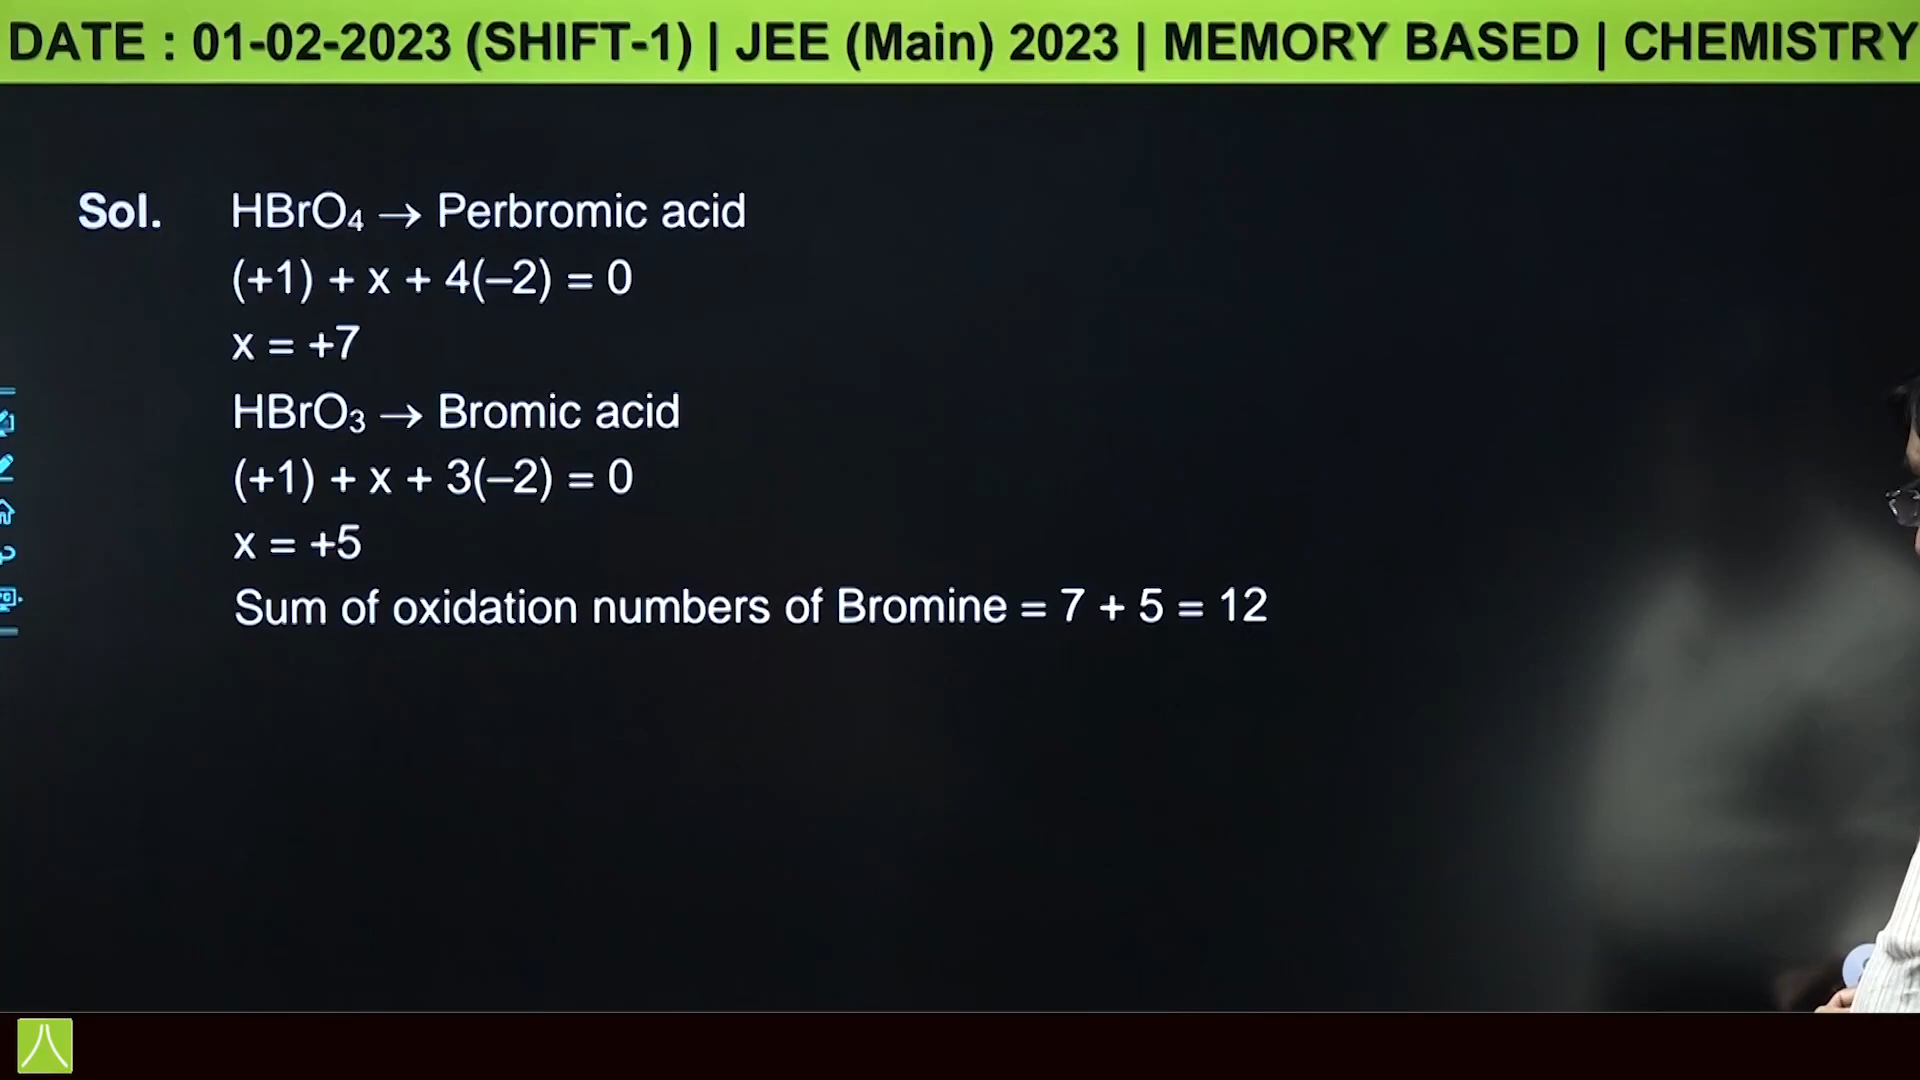 DATE : 01-02-2023 (SHIFT-1) | JEE (Main) 2023 | MEMORY BASED | CHEMISTRY
Sol. HBrO₄ → Perbromic acid
(+1) + x + 4(–2) = 0
x = +7
HBrO₃ → Bromic acid
(+1) + x + 3(–2) = 0
x = +5
Sum of oxidation numbers of Bromine = 7 + 5 = 12